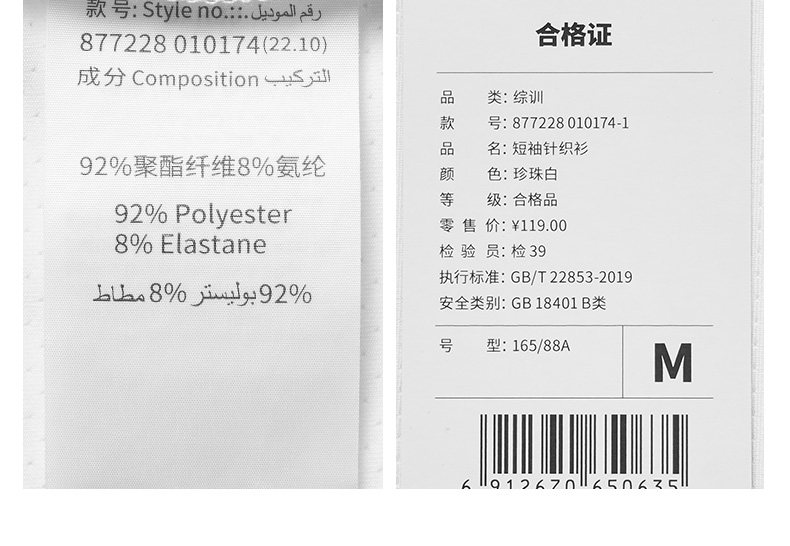 款号: Style no.:. رقم الموديل
877228 010174(22.10)
成分 Composition التركيب
92%聚酯纤维8%氨纶
92% Polyester
8% Elastane
92%بوليستر 8% مطاط
合格证
品 类: 综训
款 号: 877228 010174-1
品 名: 短袖针织衫
颜 色: 珍珠白
等 级: 合格品
零 售 价: ¥119.00
检 验 员: 检 39
执行标准: GB/T 22853-2019
安全类别: GB 18401 B类
号 型: 165/88A
M
6 912670 650635